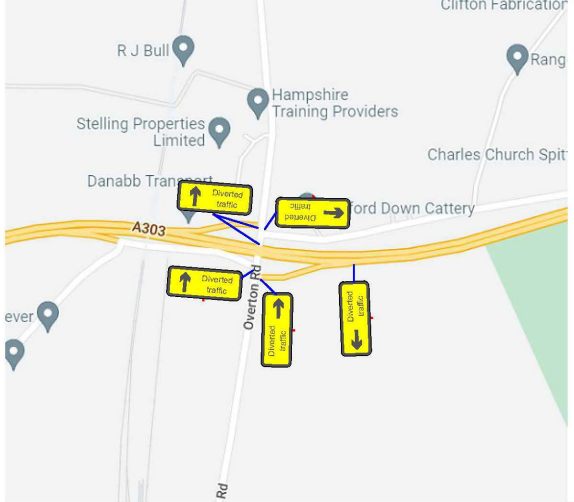 Clifton Fabrication
R J Bull
Rang
Hampshire
Training Providers
Stelling Properties
Limited
Charles Church Spit
Danabb Transport
Diverted
traffic
Diverted
traffic
ford Down Cattery
A303
Diverted
traffic
Overton Rd
Diverted
traffic
Diverted
traffic
ever
Rd